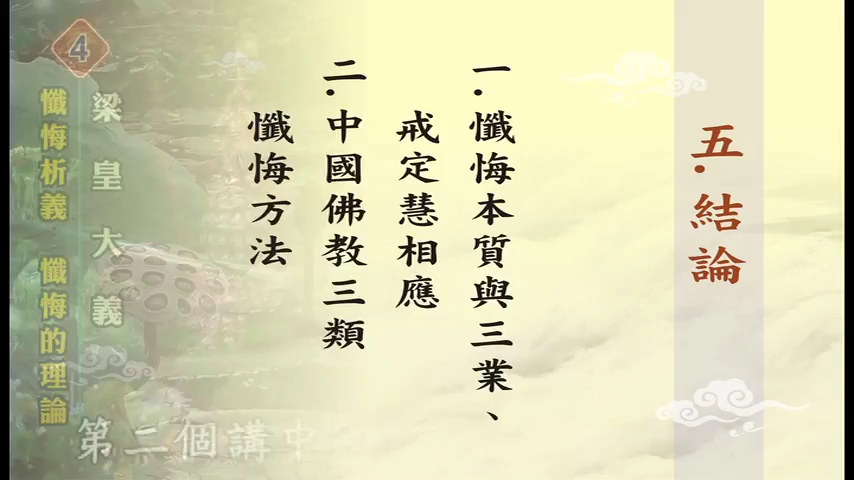 五.結論
一.懺悔本質與三業、
戒定慧相應
二.中國佛教三類
懺悔方法
4
梁皇大義
懺悔析義 懺悔的理論
第二個講中